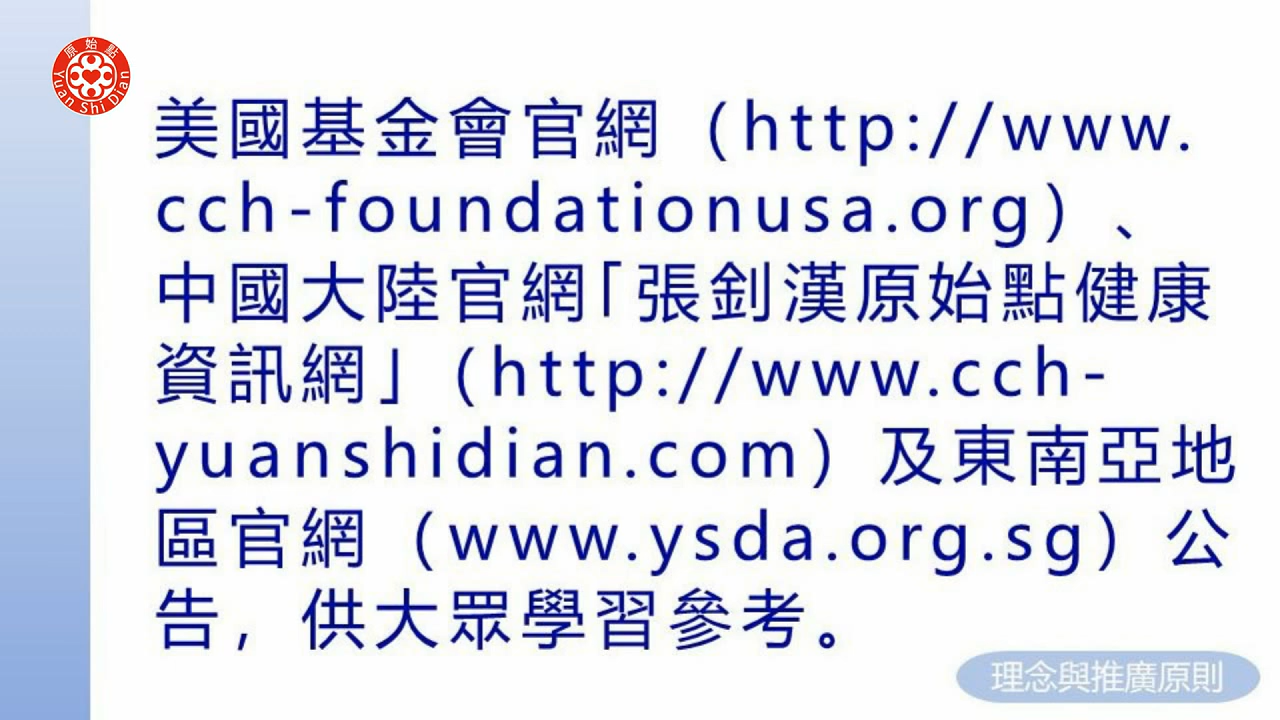 原始點
Yuan Shi Dian
美國基金會官網（http://www.
cch-foundationusa.org）、
中國大陸官網「張釗漢原始點健康
資訊網」（http://www.cch-
yuanshidian.com）及東南亞地
區官網（www.ysda.org.sg）公
告，供大眾學習參考。
理念與推廣原則